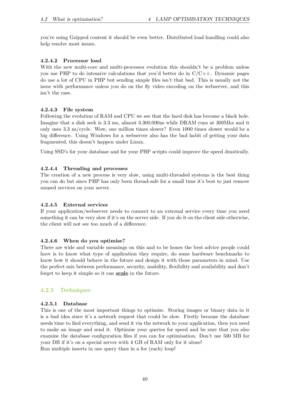 4.2 What is optimisation?
4 LAMP STACK OPTIMISATION
you're using Gzipped content it should be even better. Distributed load handling could also
help resolve most issues.
4.2.4.2 Processor load
With the new multi-core and multi-processor evolution this shouldn't be a problem unless
you use PHP to do intensive calculations that you'd better do in C/C++. Dynamic pages
do use a lot of CPU in PHP but sending simple files isn't that bad. This is usually not the
issue with performance unless you do on the fly video encoding on the webserver, and this
isn't the case.
4.2.4.3 File system
Following the evolution of RAM and CPU we see that the hard disk has become a black hole.
Imagine that a disk seek is 3.3 ms, almost 3.300.000ns while DRAM runs at 300Mhz and it
only uses 3.3 ns/cycle. Wow, one million times slower? Even 1000 times slower would be a
big difference. Using Windows for a webserver also has the bad habit of getting your data
fragmented, this doesn't happen under Linux.
Using SSD's for your database and for your PHP scripts could improve the speed drastically.
4.2.4.4 Threading and processes
The creation of a new process is very slow, using multi-threaded systems is the best thing
you can do but since PHP has only been thread-safe for a small time it's best to just remove
unused services on your server.
4.2.4.5 External services
If your application/webserver needs to connect to an external service every time you need
something it can be very slow if it's on the server side. If you do it on the client side otherwise,
the client will not see too much of a difference.
4.2.4.6 When do you optimize?
There are wide and variable meanings on this and to be honest the best advice people could
have is to know what type of application they require, do some hardware benchmarks to
know how it should behave in the future and design it with those parameters in mind. Use
the perfect mix between performance, security, usability, flexibility and availability and don't
forget to keep it simple so it can scale in the future.
4.2.5 Techniques
4.2.5.1 Database
This is one of the most important things to optimize. Storing images or binary data in it
is a bad idea since it's a network request that could be slow. Firstly because the database
needs time to find everything, and send it via the network to your application, then you need
to make an image and send it. Optimize your queries for speed and be sure that you also
examine the database configuration files if you can for optimisation. Don't use 500 MB for
your DB if it's on a special server with 4 GB of RAM only for it alone!
Run multiple inserts in one query than in a for (each) loop!
40